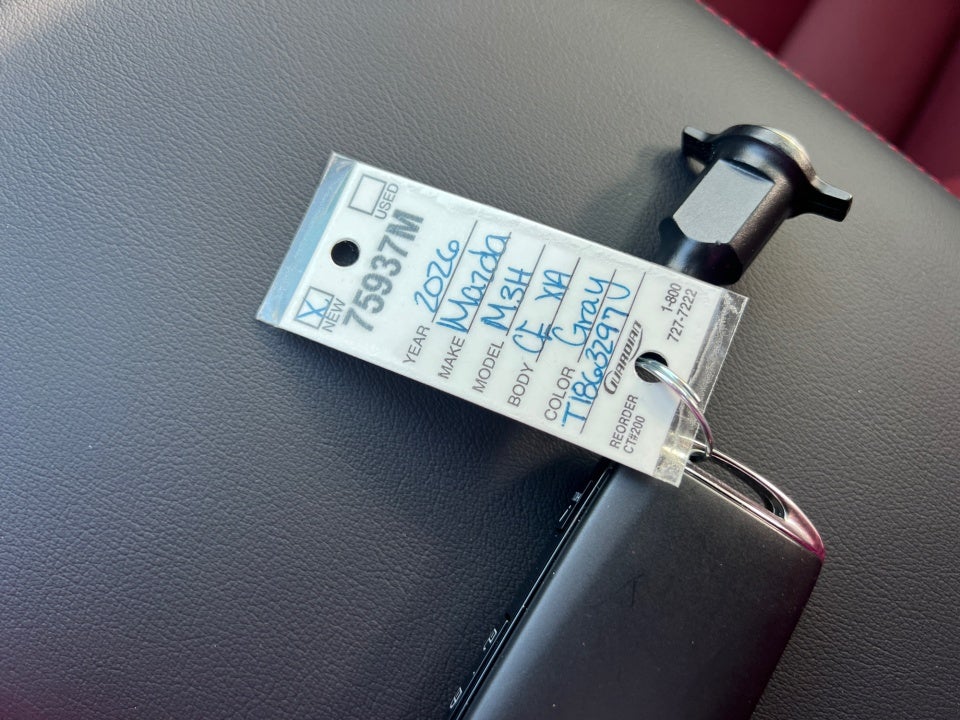 USED
X NEW
75937M
YEAR 2026
MAKE Mazda
MODEL M3H
BODY CE XA
COLOR Gray
T1863297U
GUARDIAN
REORDER 1-800
CT#200 727-7222